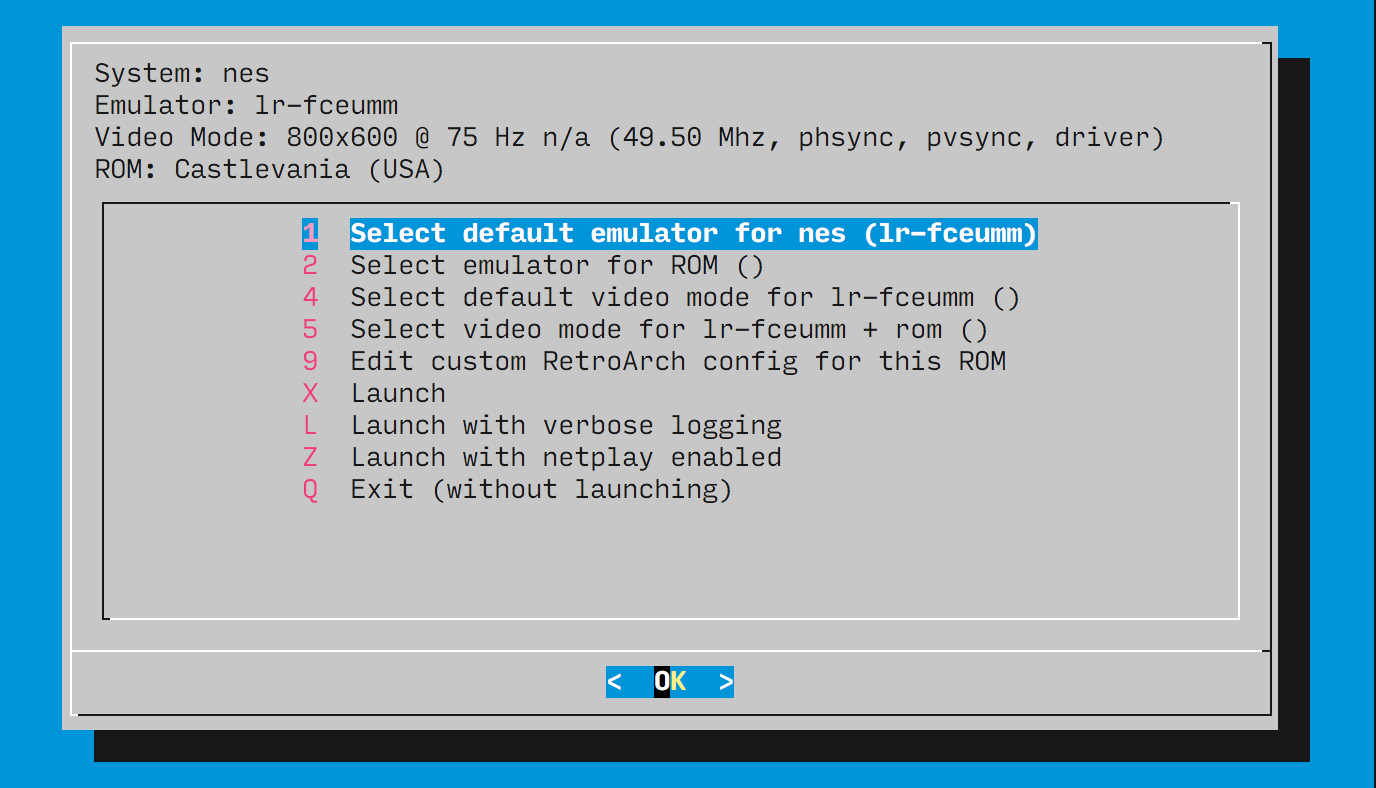 System: nes
Emulator: lr-fceumm
Video Mode: 800x600 @ 75 Hz n/a (49.50 Mhz, phsync, pvsync, driver)
ROM: Castlevania (USA)
1 Select default emulator for nes (lr-fceumm)
2 Select emulator for ROM ()
4 Select default video mode for lr-fceumm ()
5 Select video mode for lr-fceumm + rom ()
9 Edit custom RetroArch config for this ROM
X Launch
L Launch with verbose logging
Z Launch with netplay enabled
Q Exit (without launching)
< OK >